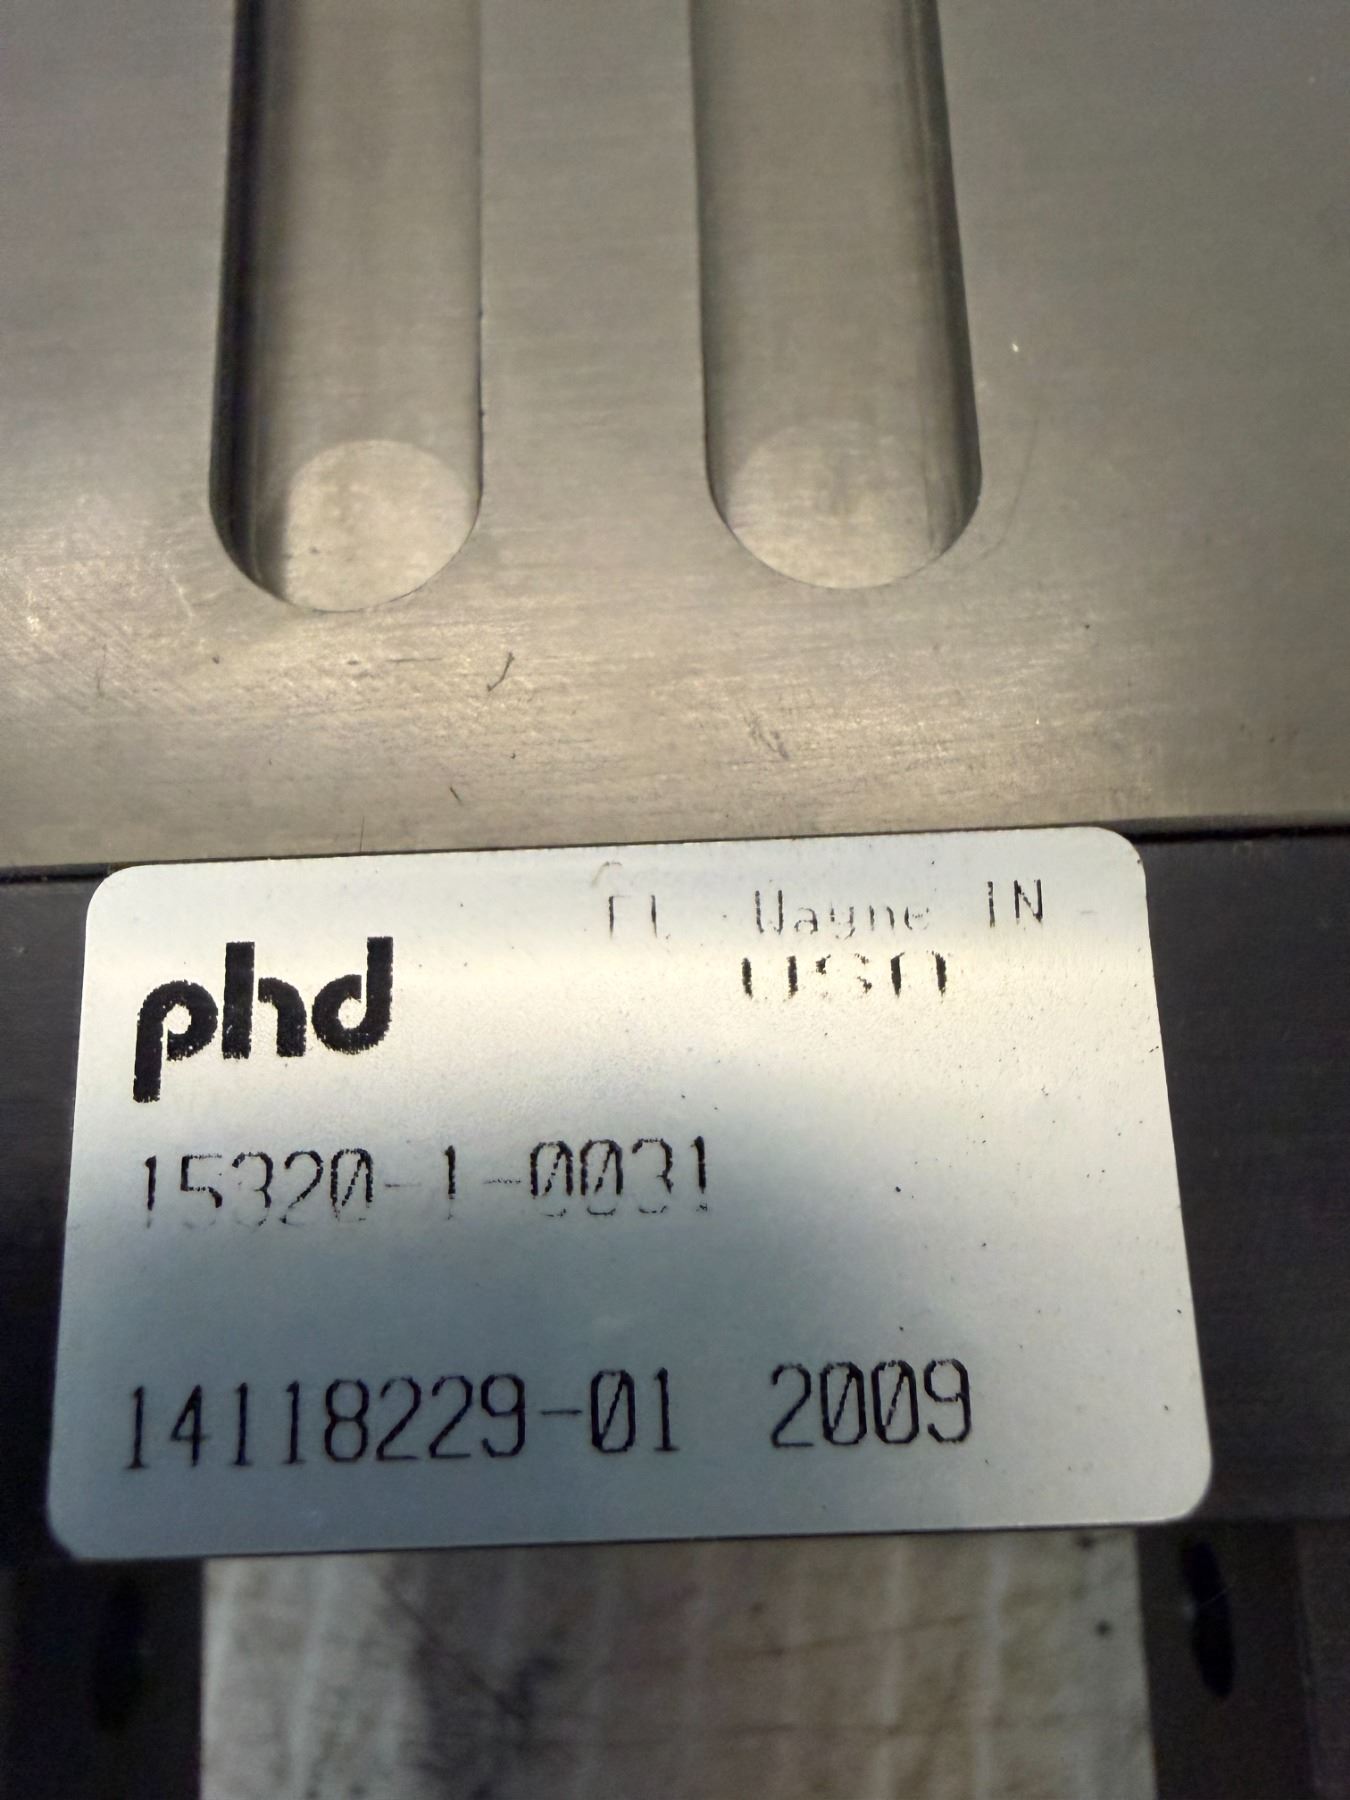 Ft. Wayne IN
USA
phd
15320-1-0031
14118229-01 2009